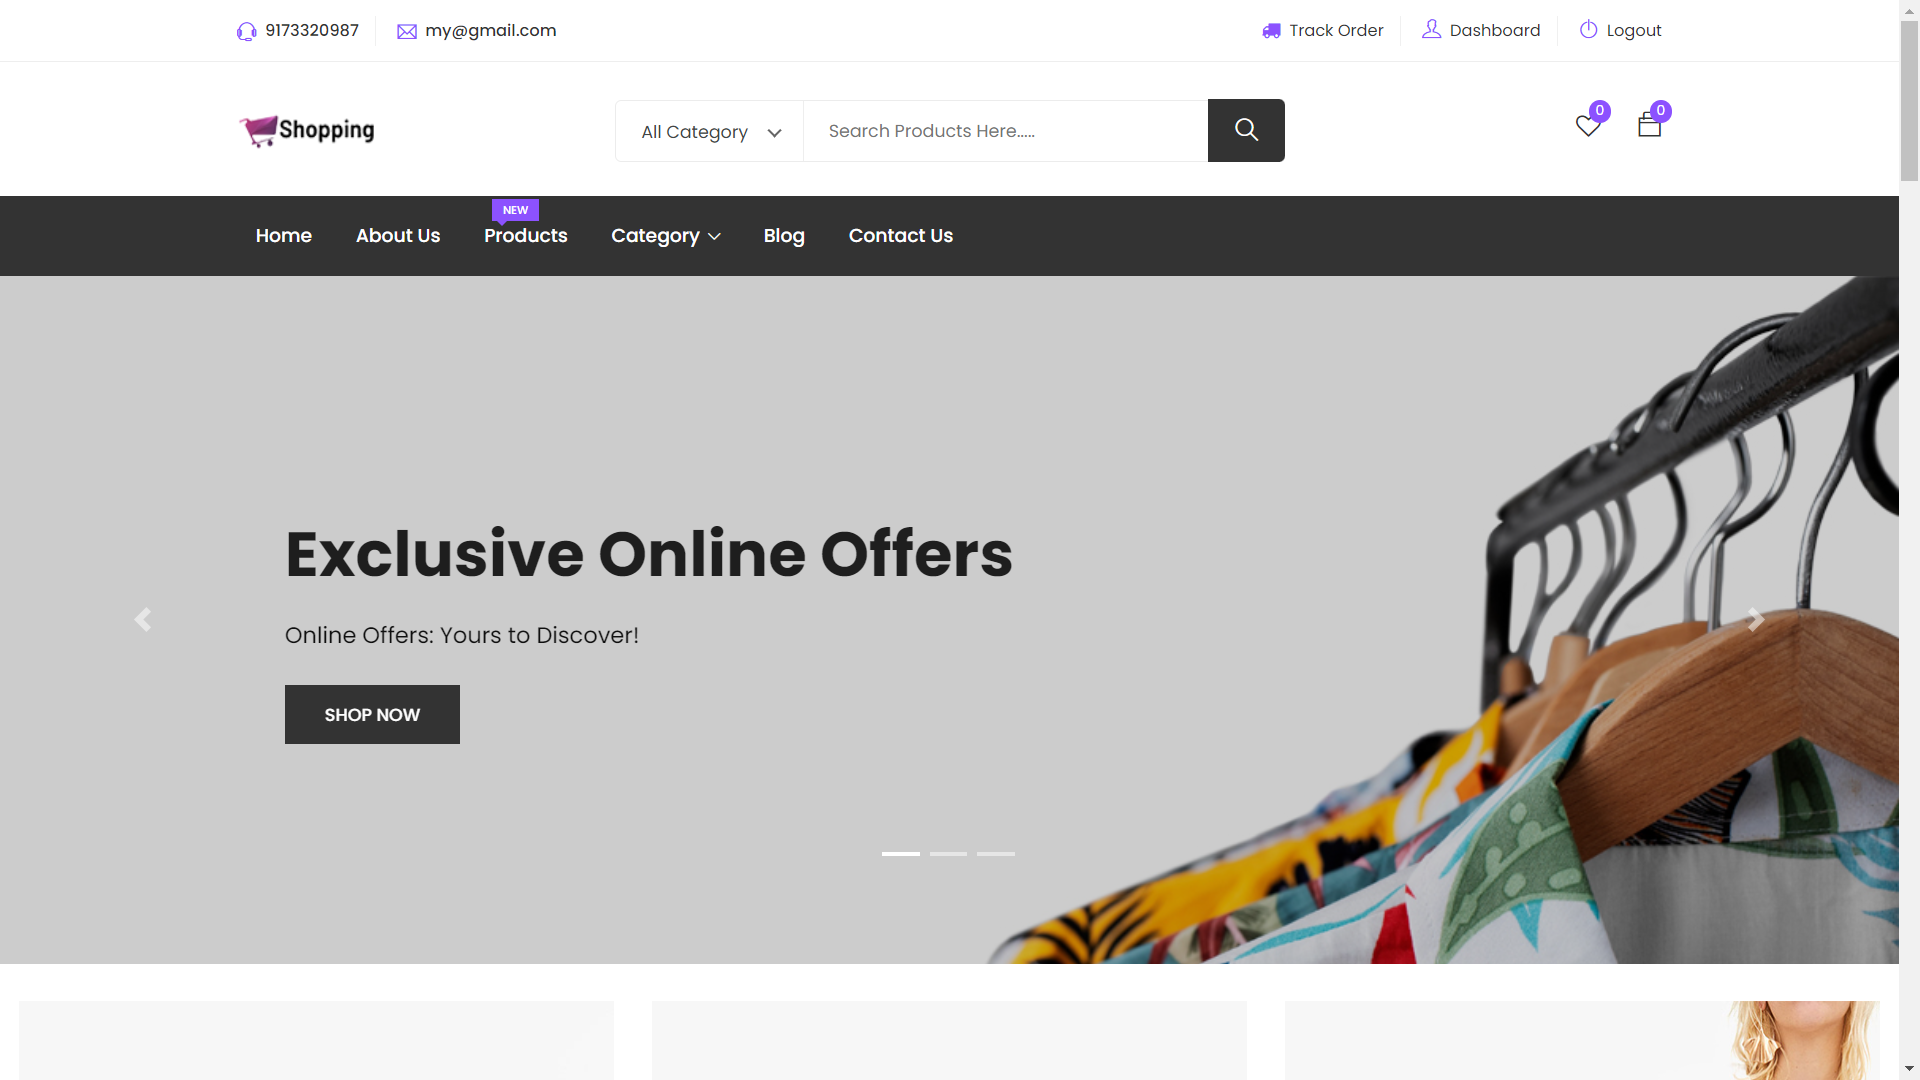 9173320987
my@gmail.com
Track Order
Dashboard
Logout
Shopping
All Category
Search Products Here.....
0
0
NEW
Home
About Us
Products
Category
Blog
Contact Us
Exclusive Online Offers
Online Offers: Yours to Discover!
SHOP NOW